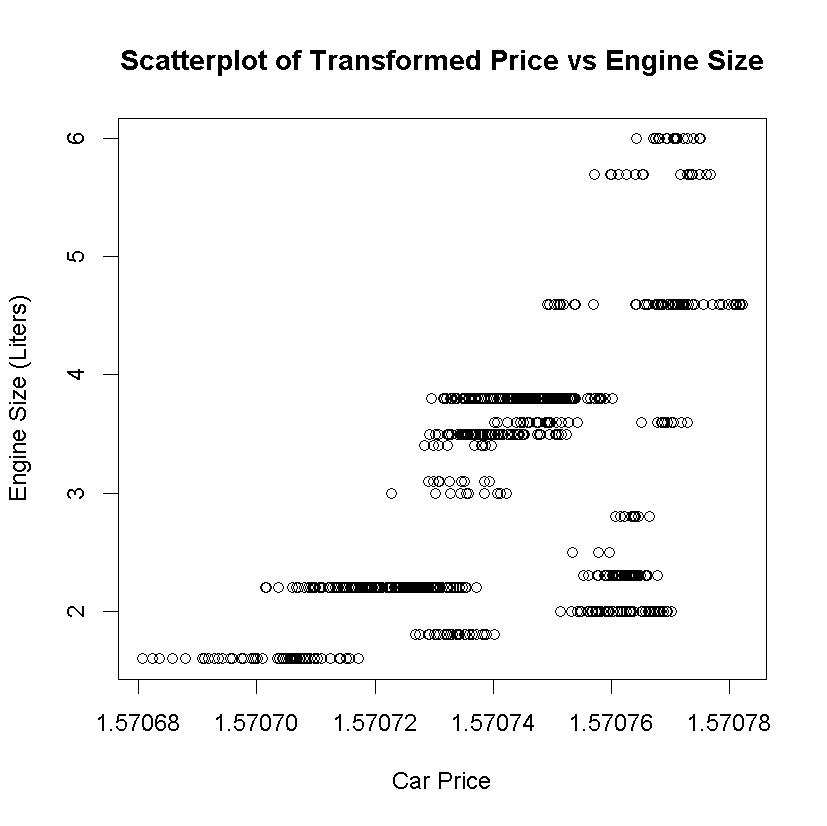 Scatterplot of Transformed Price vs Engine Size
Engine Size (Liters)
6
5
4
3
2
1.57068 1.57070 1.57072 1.57074 1.57076 1.57078
Car Price